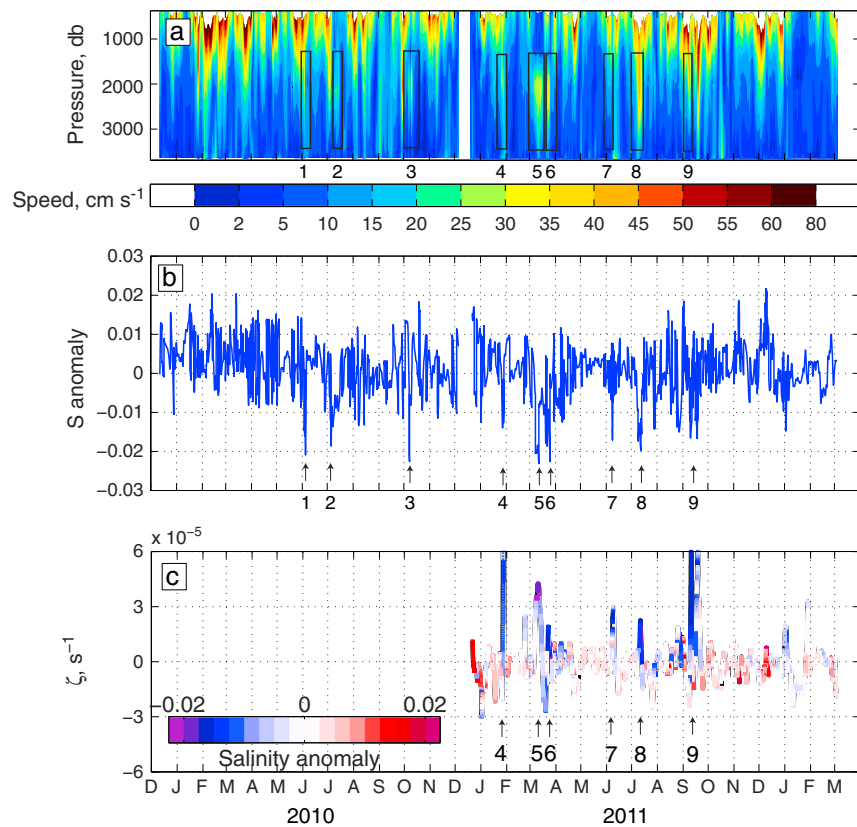 a
Pressure, db
1000
2000
3000
1 2 3 4 5 6 7 8 9
Speed, cm s⁻¹
0 2 5 10 15 20 25 30 35 40 45 50 55 60 80
b
S anomaly
0.03
0.02
0.01
0
−0.01
−0.02
−0.03
1 2 3 4 5 6 7 8 9
x 10⁻⁵
c
ζ, s⁻¹
6
3
0
−3
−6
−0.02 0 0.02
Salinity anomaly
4 5 6 7 8 9
D J F M A M J J A S O N D J F M A M J J A S O N D J F M
2010 2011